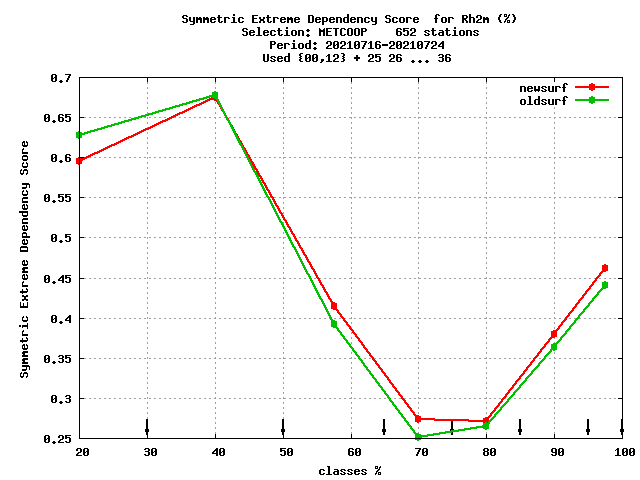 Symmetric Extreme Dependency Score  for Rh2m (%)
Selection: METCOOP    652 stations
Period: 20210716-20210724
Used {00,12} + 25 26 ... 36
newsurf
oldsurf
Symmetric Extreme Dependency Score
0,7
0,65
0,6
0,55
0,5
0,45
0,4
0,35
0,3
0,25
20 30 40 50 60 70 80 90 100
classes %